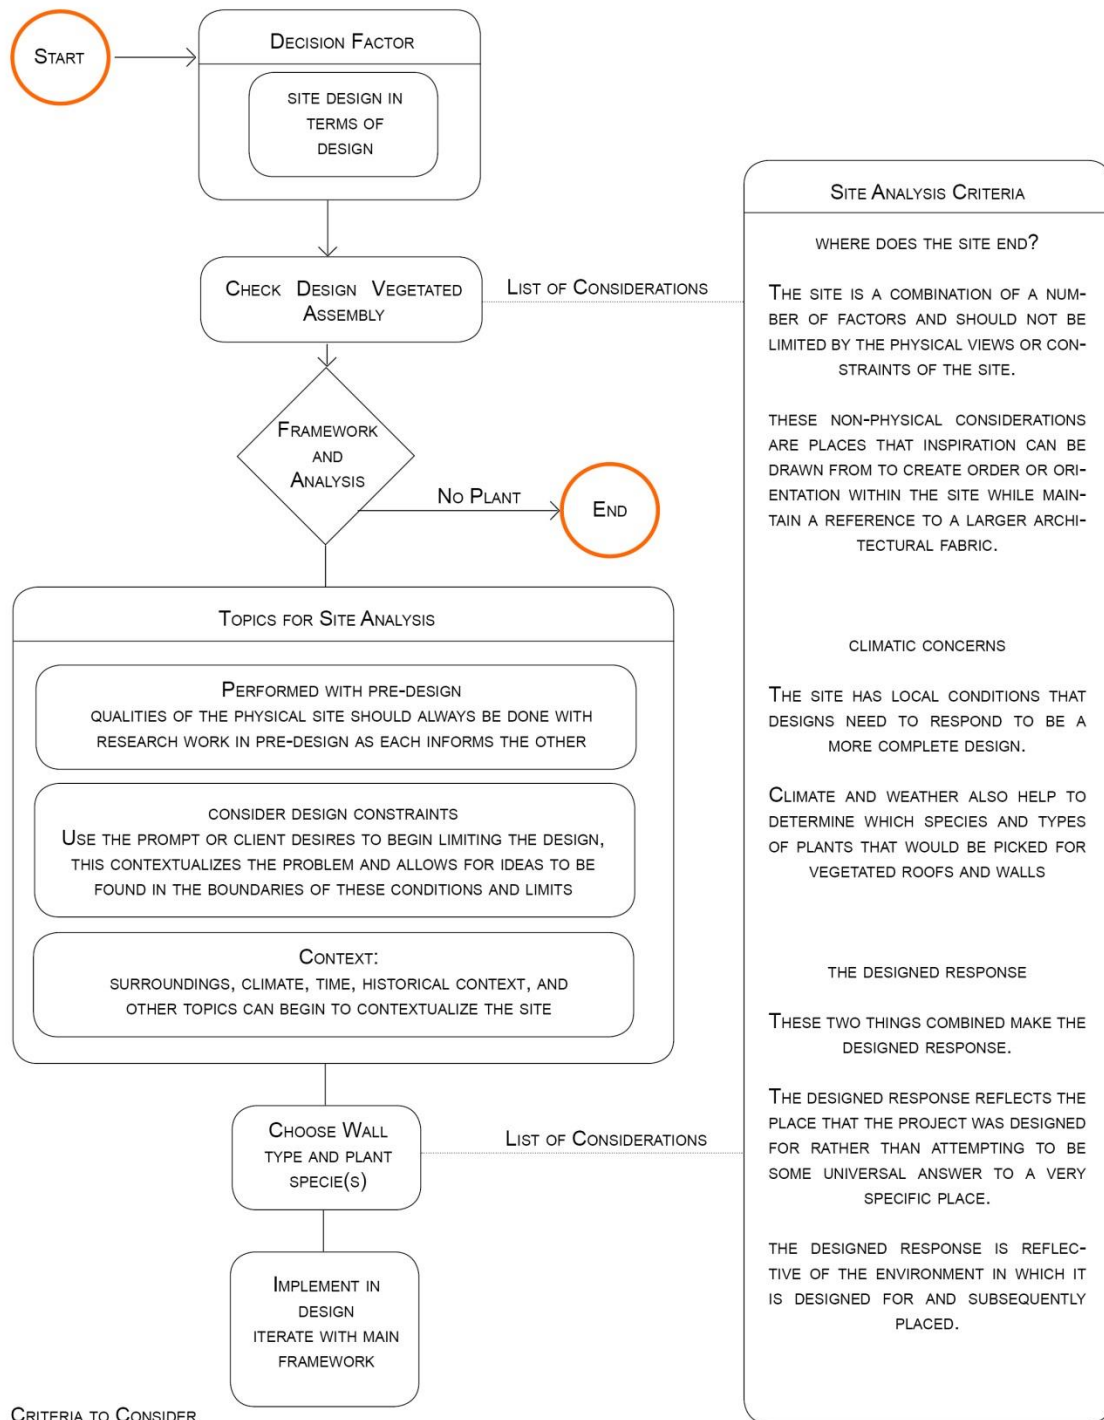 Start
Decision Factor
site design in
terms of
design
Check Design Vegetated
Assembly
List of Considerations
Framework
and
Analysis
No Plant
End
Topics for Site Analysis
Performed with pre-design
qualities of the physical site should always be done with
research work in pre-design as each informs the other
consider design constraints
Use the prompt or client desires to begin limiting the design,
this contextualizes the problem and allows for ideas to be
found in the boundaries of these conditions and limits
Context:
surroundings, climate, time, historical context, and
other topics can begin to contextualize the site
Choose Wall
type and plant
specie(s)
List of Considerations
Implement in
design
iterate with main
framework
Criteria to Consider
Site Analysis Criteria
where does the site end?
The site is a combination of a num-
ber of factors and should not be
limited by the physical views or con-
straints of the site.
these non-physical considerations
are places that inspiration can be
drawn from to create order or ori-
entation within the site while main-
tain a reference to a larger archi-
tectural fabric.
climatic concerns
The site has local conditions that
designs need to respond to be a
more complete design.
Climate and weather also help to
determine which species and types
of plants that would be picked for
vegetated roofs and walls
the designed response
These two things combined make the
designed response.
The designed response reflects the
place that the project was designed
for rather than attempting to be
some universal answer to a very
specific place.
the designed response is reflec-
tive of the environment in which it
is designed for and subsequently
placed.